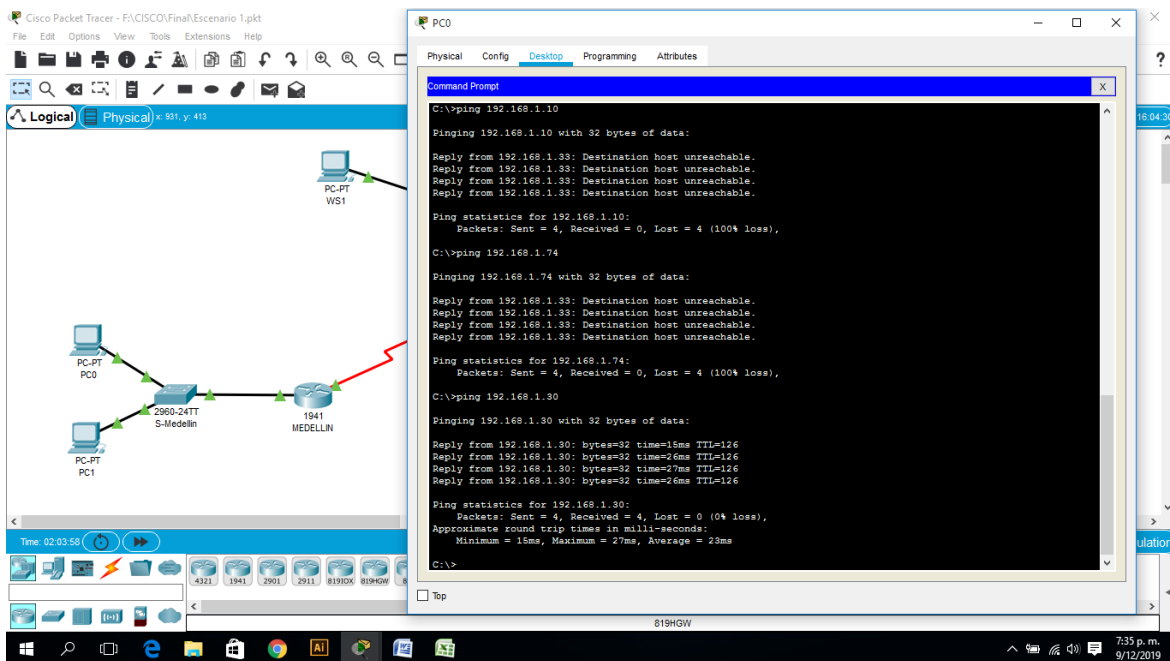 Cisco Packet Tracer - F:\CISCO\Final\Escenario 1.pkt
File Edit Options View Tools Extensions Help
Logical Physical x: 931, y: 413
16:04:30
PC-PT
WS1
PC-PT
PC0
2960-24TT
S-Medellin
1941
MEDELLIN
PC-PT
PC1
Time: 02:03:58
4321 1941 2901 2911 819IOX 819HGW
819HGW
PC0
Physical Config Desktop Programming Attributes
Command Prompt
X
C:\>ping 192.168.1.10
Pinging 192.168.1.10 with 32 bytes of data:
Reply from 192.168.1.33: Destination host unreachable.
Reply from 192.168.1.33: Destination host unreachable.
Reply from 192.168.1.33: Destination host unreachable.
Reply from 192.168.1.33: Destination host unreachable.
Ping statistics for 192.168.1.10:
Packets: Sent = 4, Received = 0, Lost = 4 (100% loss),
C:\>ping 192.168.1.74
Pinging 192.168.1.74 with 32 bytes of data:
Reply from 192.168.1.33: Destination host unreachable.
Reply from 192.168.1.33: Destination host unreachable.
Reply from 192.168.1.33: Destination host unreachable.
Reply from 192.168.1.33: Destination host unreachable.
Ping statistics for 192.168.1.74:
Packets: Sent = 4, Received = 0, Lost = 4 (100% loss),
C:\>ping 192.168.1.30
Pinging 192.168.1.30 with 32 bytes of data:
Reply from 192.168.1.30: bytes=32 time=15ms TTL=126
Reply from 192.168.1.30: bytes=32 time=26ms TTL=126
Reply from 192.168.1.30: bytes=32 time=27ms TTL=126
Reply from 192.168.1.30: bytes=32 time=26ms TTL=126
Ping statistics for 192.168.1.30:
Packets: Sent = 4, Received = 4, Lost = 0 (0% loss),
Approximate round trip times in milli-seconds:
Minimum = 15ms, Maximum = 27ms, Average = 23ms
C:\>
Top
Ai
7:35 p. m.
9/12/2019